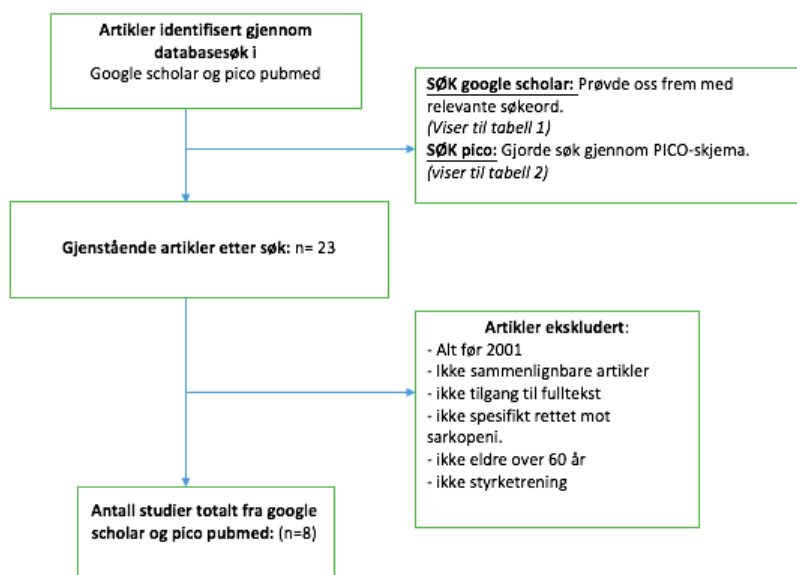 Artikler identifisert gjennom
databasesøk i
Google scholar og pico pubmed
SØK google scholar: Prøvde oss frem med
relevante søkeord.
(Viser til tabell 1)
SØK pico: Gjorde søk gjennom PICO-skjema.
(viser til tabell 2)
Gjenstående artikler etter søk: n= 23
Artikler ekskludert:
- Alt før 2001
- Ikke sammenlignbare artikler
- ikke tilgang til fulltekst
- ikke spesifikt rettet mot
sarkopeni.
- ikke eldre over 60 år
- ikke styrketrening
Antall studier totalt fra google
scholar og pico pubmed: (n=8)